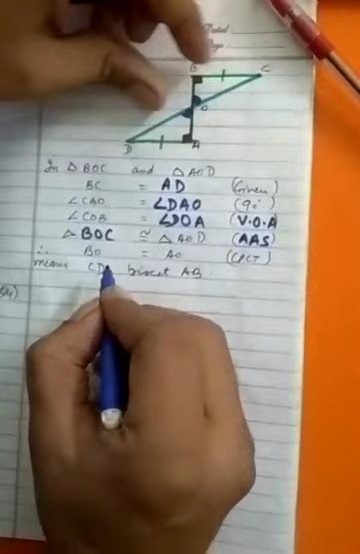 B
C
O
D
A
In △ BOC and △ AOD
BC = AD (Given)
∠CBO = ∠DAO (90°)
∠COB = ∠DOA (V.O.A)
△ BOC ≅ △ AOD (AAS)
∴ BO = AO (CPCT)
means CD bisect AB